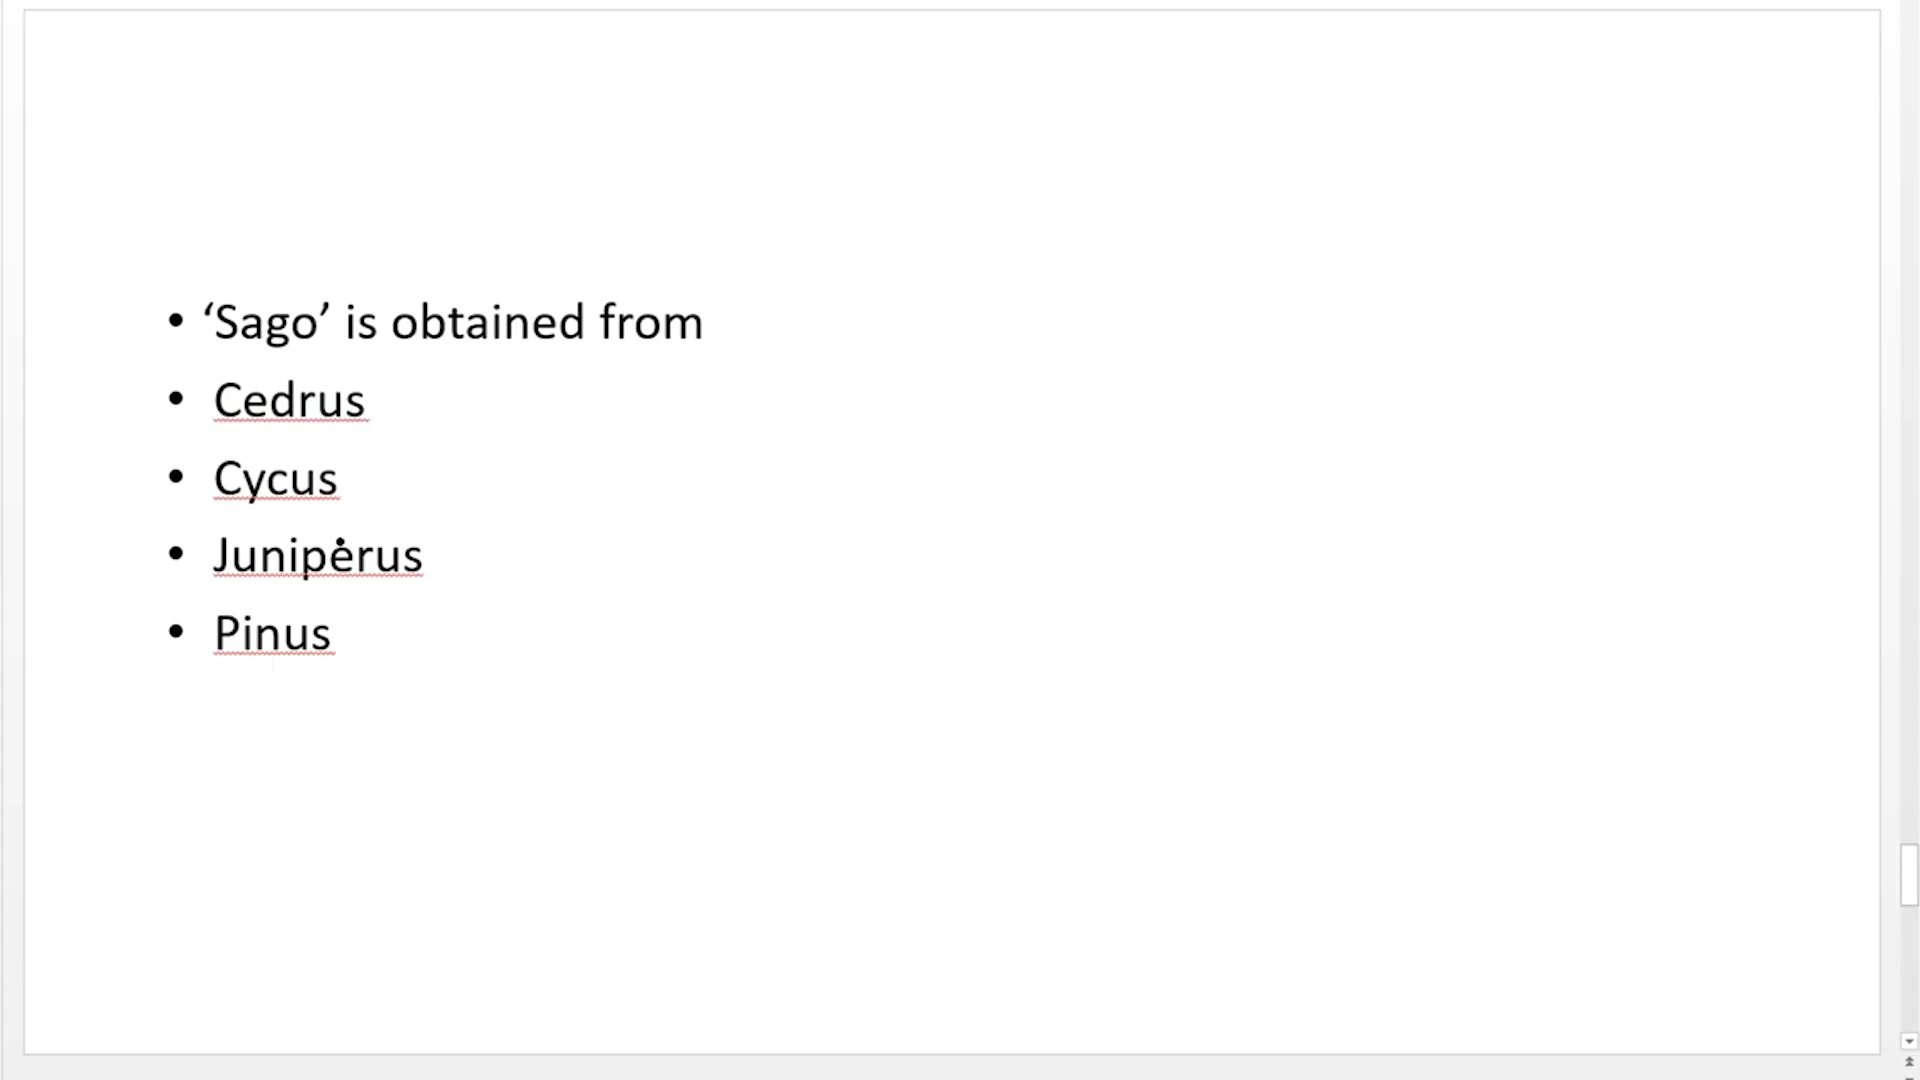 • ‘Sago’ is obtained from
• Cedrus
• Cycus
• Juniperus
• Pinus